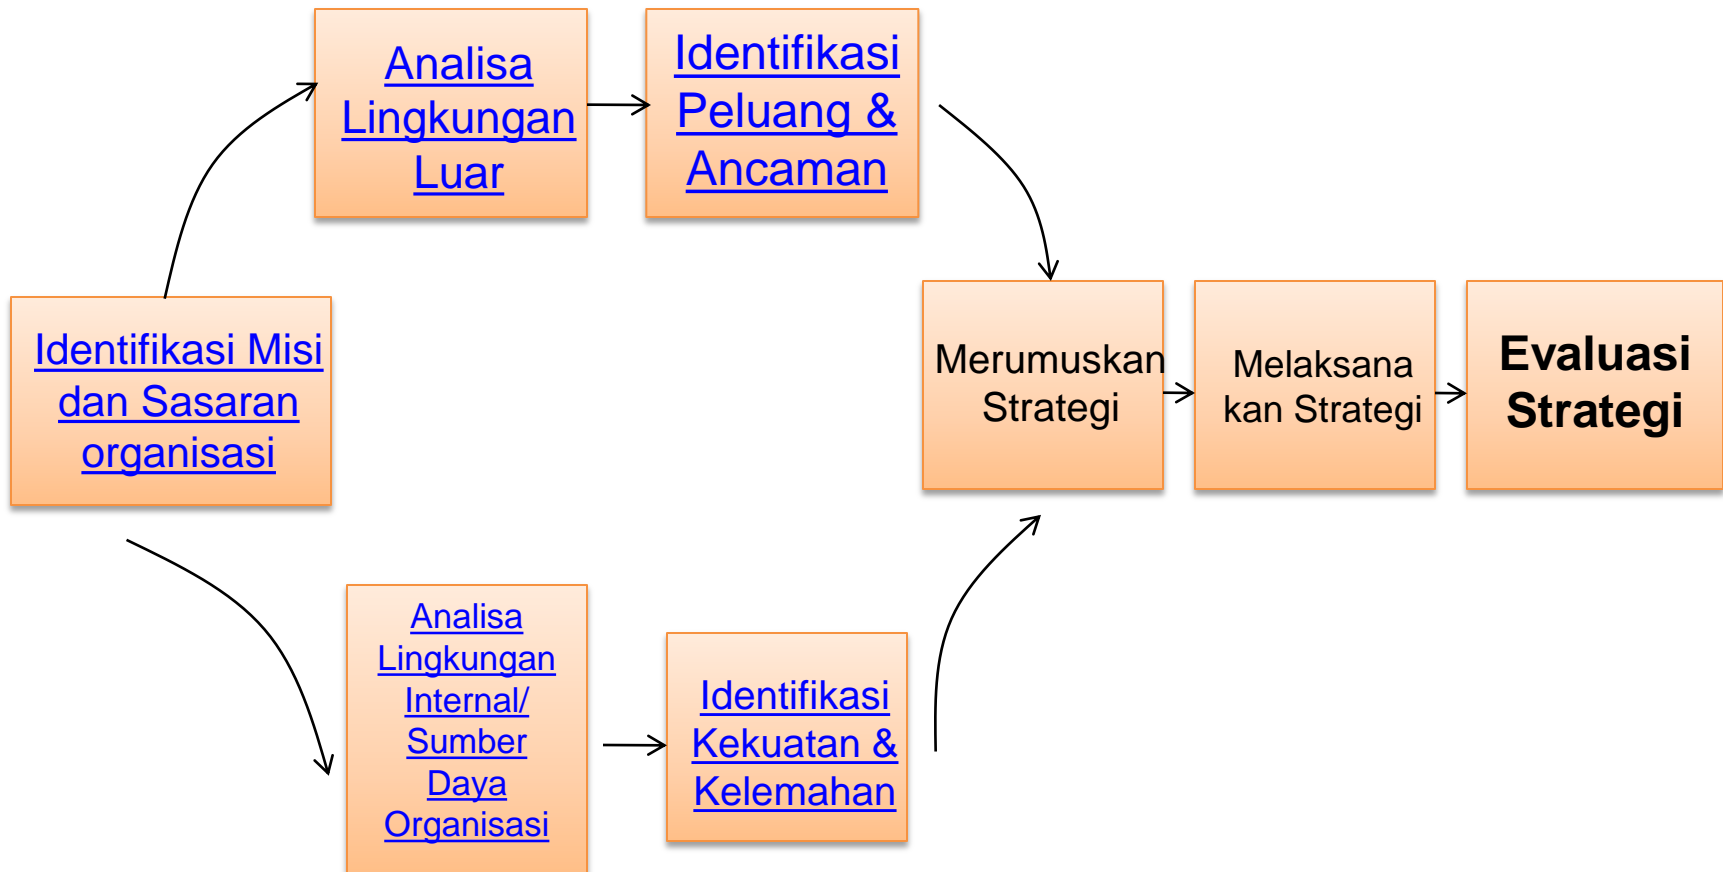 Analisa
Lingkungan
Luar
Identifikasi
Peluang &
Ancaman
Identifikasi Misi
dan Sasaran
organisasi
Merumuskan
Strategi
Melaksana
kan Strategi
Evaluasi
Strategi
Analisa
Lingkungan
Internal/
Sumber
Daya
Organisasi
Identifikasi
Kekuatan &
Kelemahan